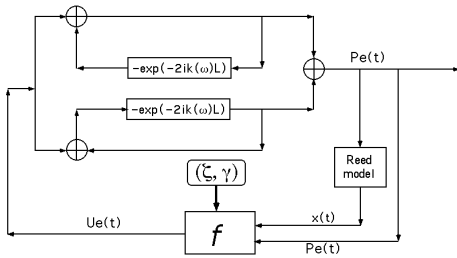 -exp(-2ik(ω)L)
Pe(t)
-exp(-2ik(ω)L)
Reed
model
(ζ, γ)
x(t)
Ue(t)
f
Pe(t)